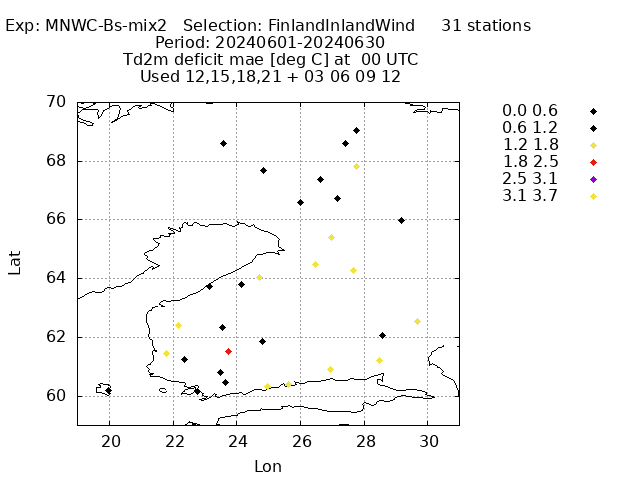 Exp: MNWC-Bs-mix2   Selection: FinlandInlandWind     31 stations
Period: 20240601-20240630
Td2m deficit mae [deg C] at  00 UTC
Used 12,15,18,21 + 03 06 09 12
0.0 0.6
0.6 1.2
1.2 1.8
1.8 2.5
2.5 3.1
3.1 3.7
70
68
66
64
62
60
Lat
20 22 24 26 28 30
Lon